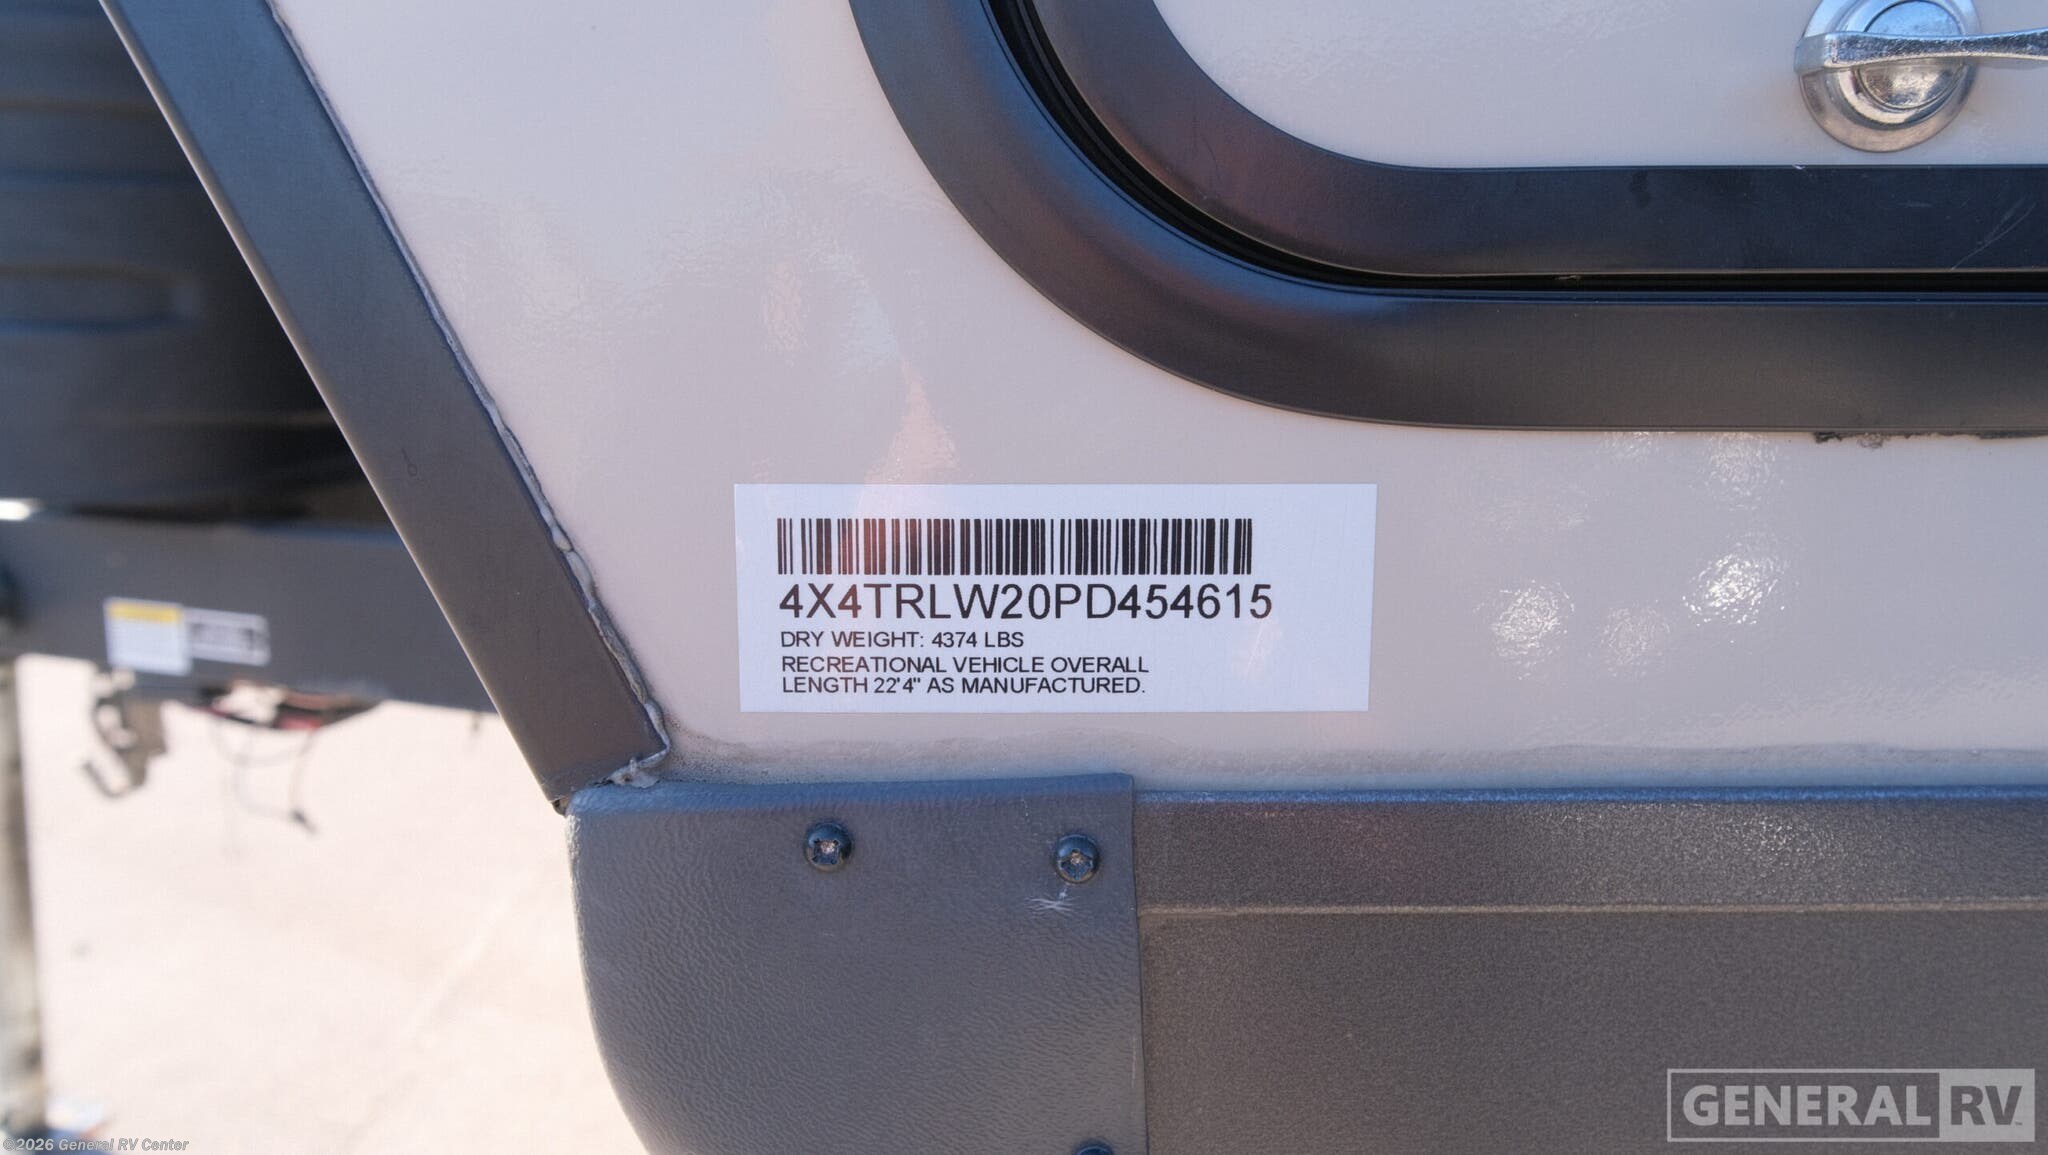 4X4TRLW20PD454615
DRY WEIGHT: 4374 LBS
RECREATIONAL VEHICLE OVERALL
LENGTH 22'4" AS MANUFACTURED.
GENERAL RV
©2026 General RV Center